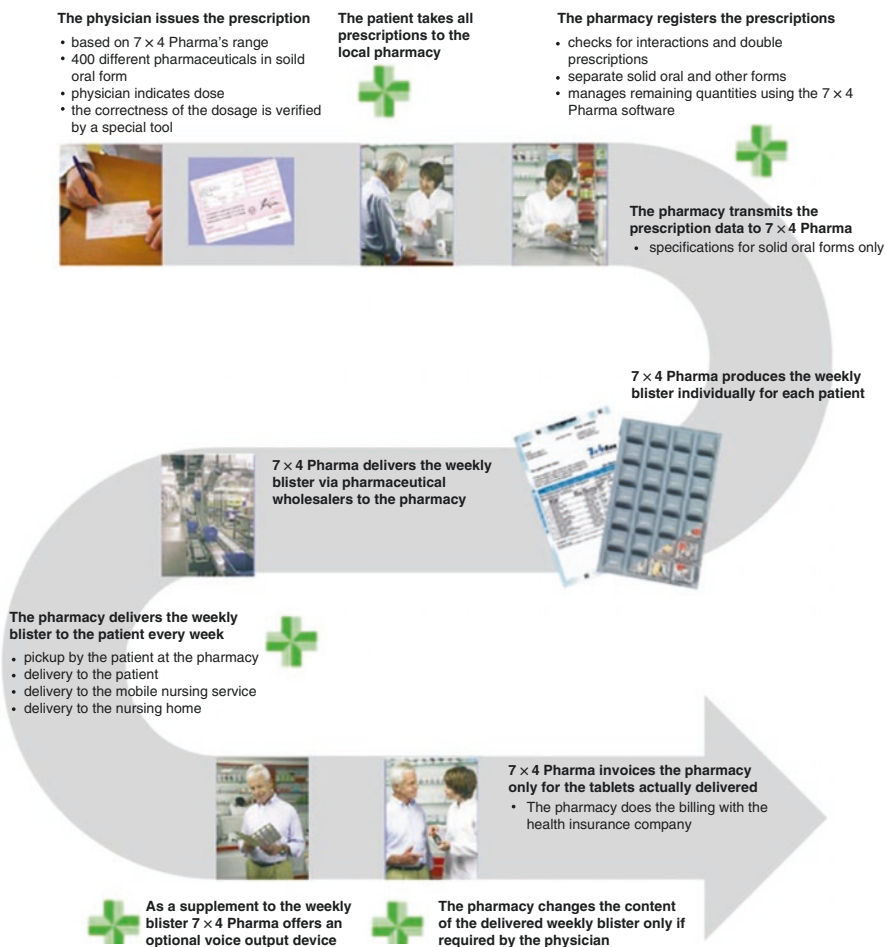 The physician issues the prescription
• based on 7 × 4 Pharma's range
• 400 different pharmaceuticals in soild
oral form
• physician indicates dose
• the correctness of the dosage is verified
by a special tool
The patient takes all
prescriptions to the
local pharmacy
The pharmacy registers the prescriptions
• checks for interactions and double
prescriptions
• separate solid oral and other forms
• manages remaining quantities using the 7 × 4
Pharma software
The pharmacy transmits the
prescription data to 7 × 4 Pharma
• specifications for solid oral forms only
7 × 4 Pharma produces the weekly
blister individually for each patient
7 × 4 Pharma delivers the weekly
blister via pharmaceutical
wholesalers to the pharmacy
The pharmacy delivers the weekly
blister to the patient every week
• pickup by the patient at the pharmacy
• delivery to the patient
• delivery to the mobile nursing service
• delivery to the nursing home
7 × 4 Pharma invoices the pharmacy
only for the tablets actually delivered
• The pharmacy does the billing with the
health insurance company
As a supplement to the weekly
blister 7 × 4 Pharma offers an
optional voice output device
The pharmacy changes the content
of the delivered weekly blister only if
required by the physician